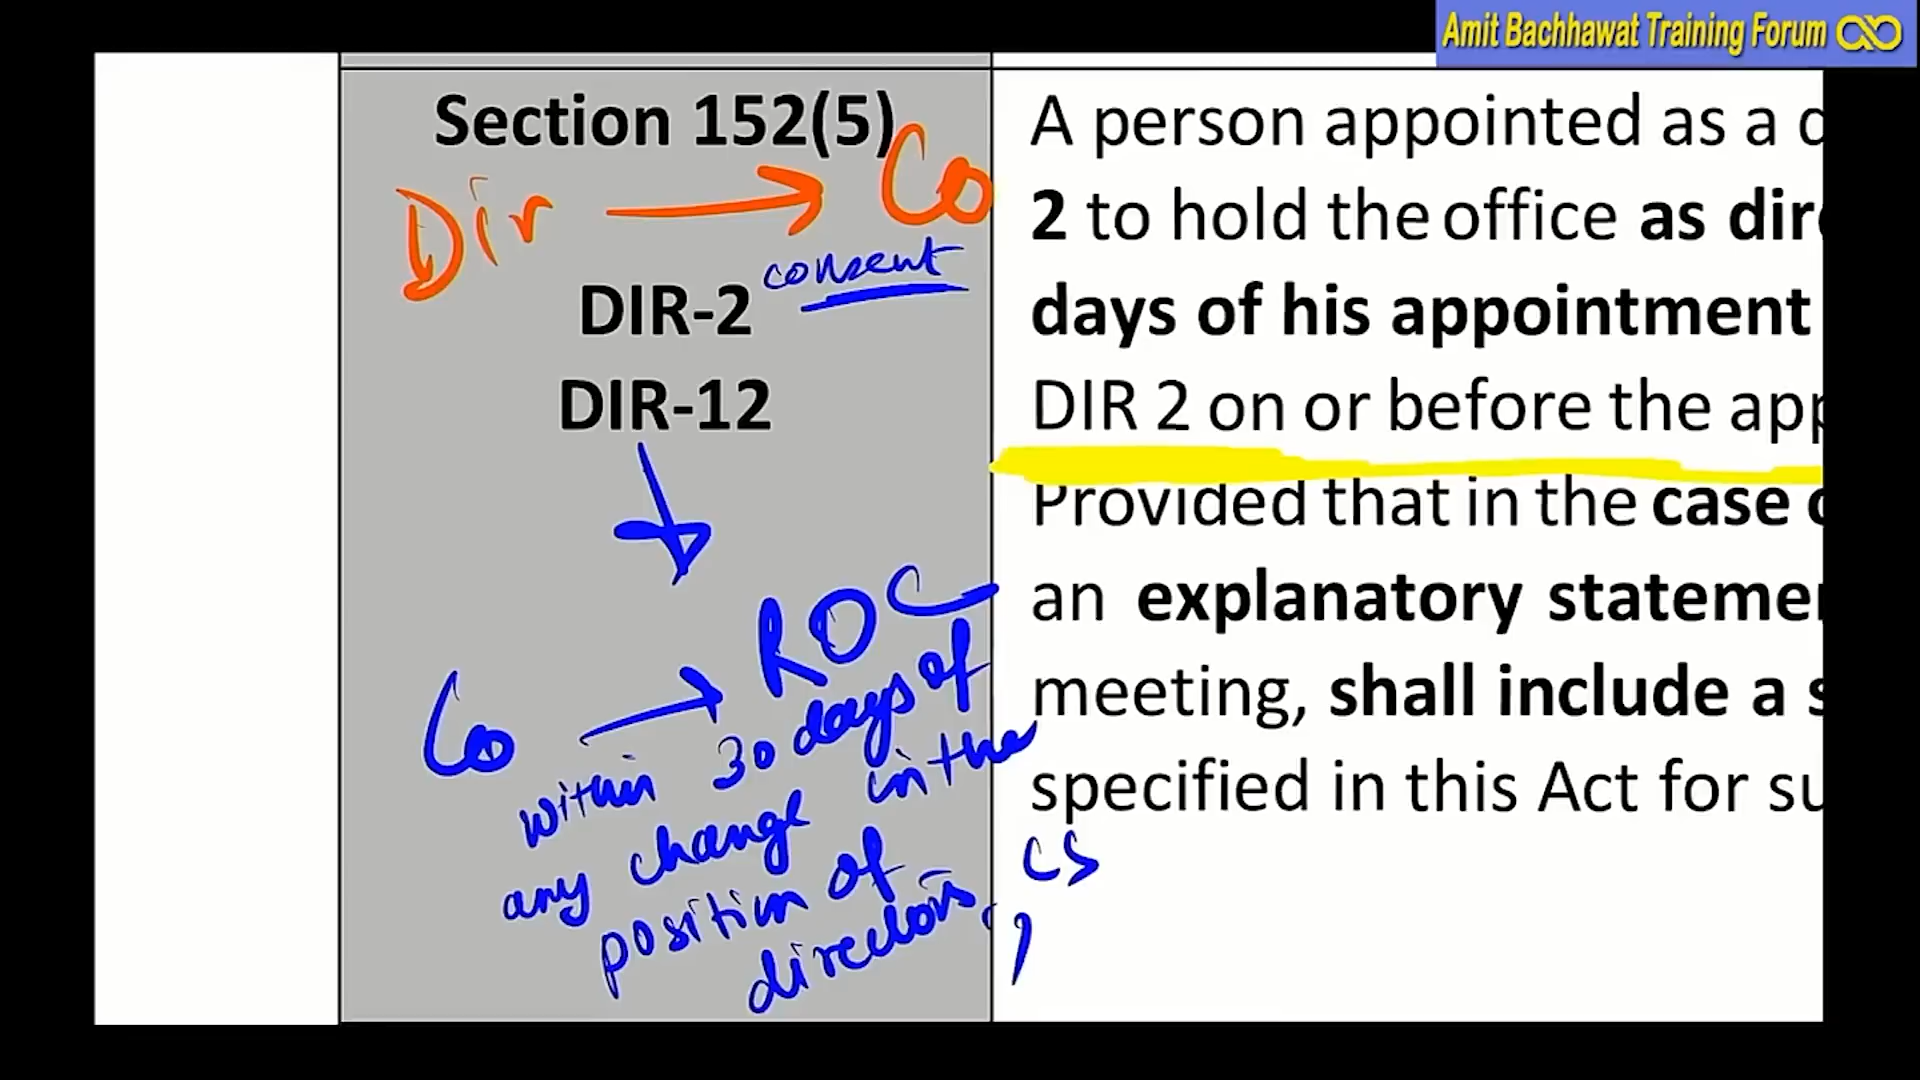 Amit Bachhawat Training Forum
Section 152(5)
Dir → Co
consent
DIR-2
DIR-12
Co → ROC
within 30 days of
any change in the
position of
directors, CS
,
A person appointed as a d
2 to hold the office as dire
days of his appointment
DIR 2 on or before the app
Provided that in the case o
an explanatory statemen
meeting, shall include a s
specified in this Act for su